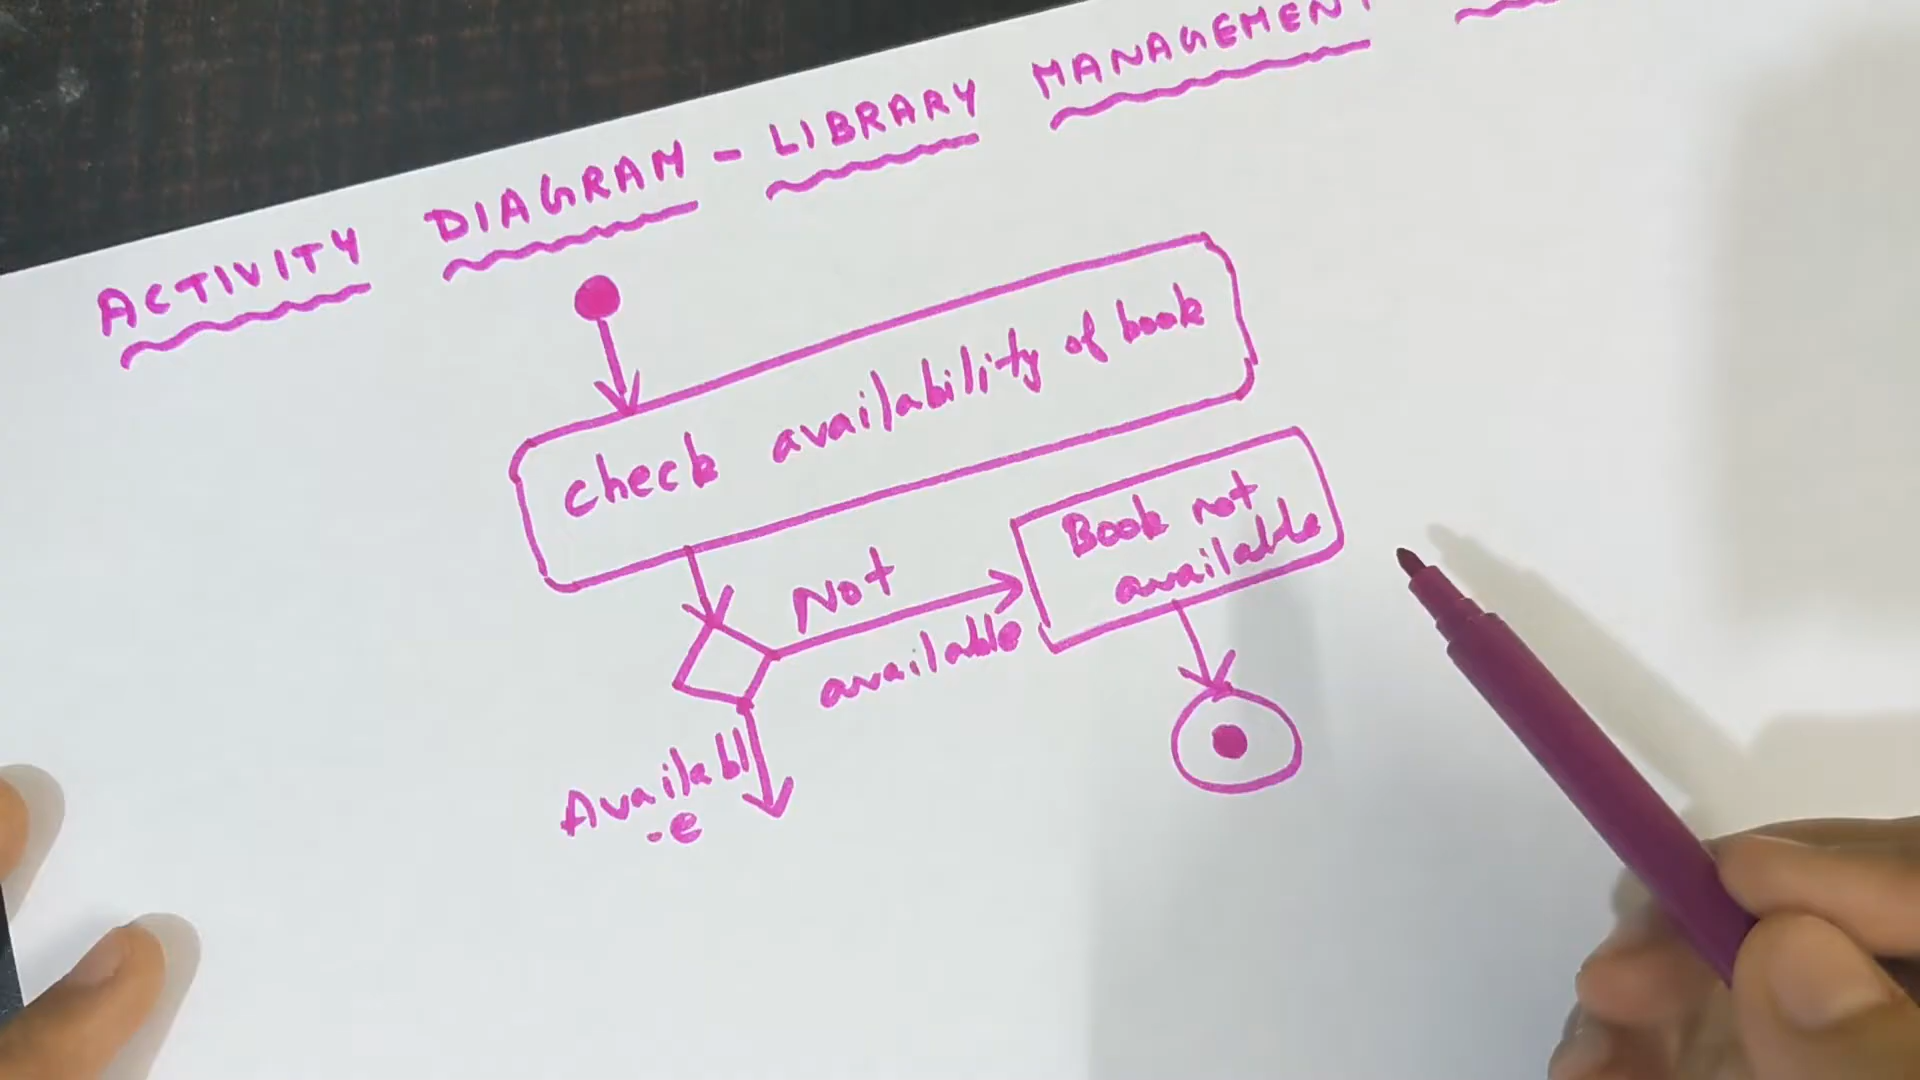 ACTIVITY DIAGRAM - LIBRARY MANAGEMENT
check availability of book
Book not
available
Not
available
Availabl
-e